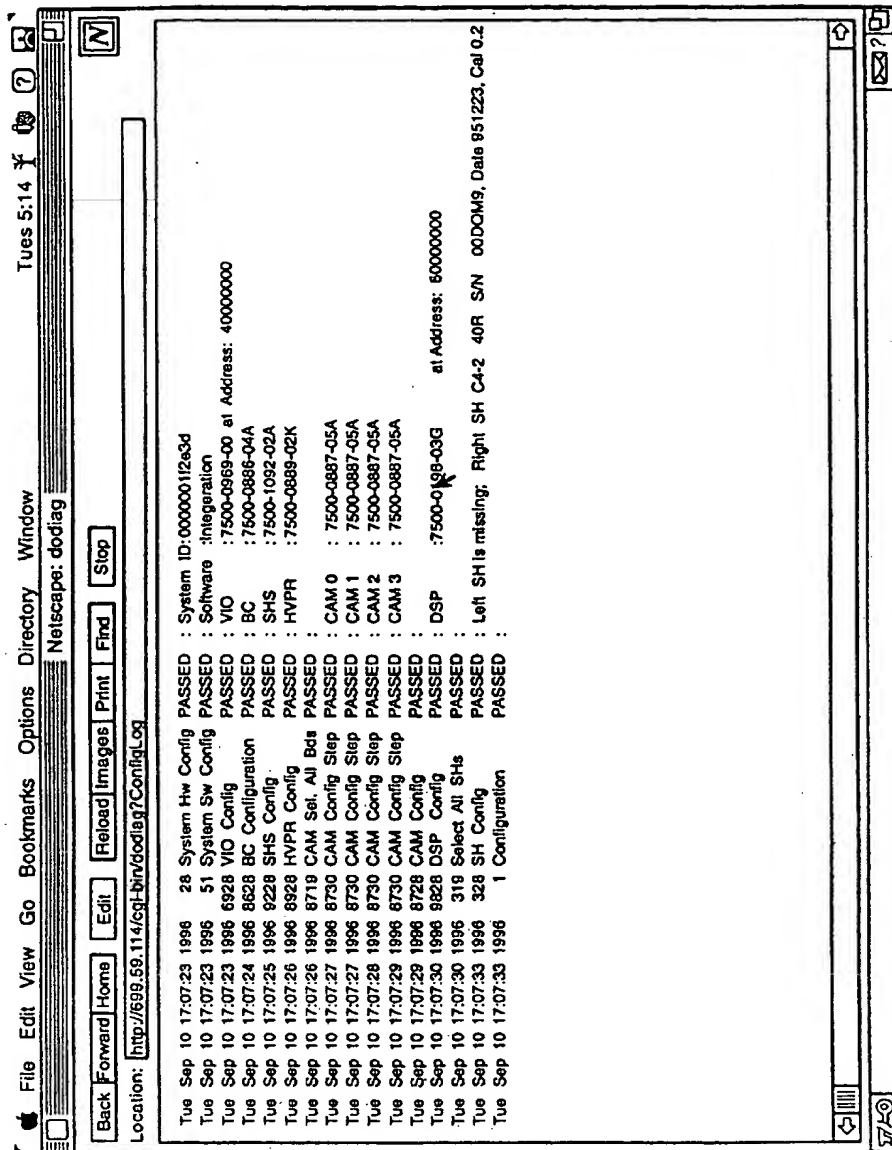 File Edit View Go Bookmarks Options Directory Window Tues 5:14 ?
Netscape: dodiag
Back Forward Home Edit Reload Images Print Find Stop N
Location: http://699.59.114/cgi-bin/dodiag?ConfigLog
Tue Sep 10 17:07:23 1996 28 System Hw Config PASSED : System ID:0000001f2e3d
Tue Sep 10 17:07:23 1996 51 System Sw Config PASSED : Software :Integeration
Tue Sep 10 17:07:23 1996 6928 VIO Config PASSED : VIO :7500-0969-00 at Address: 40000000
Tue Sep 10 17:07:24 1996 8628 BC Configuration PASSED : BC :7500-0886-04A
Tue Sep 10 17:07:25 1996 9228 SHS Config PASSED : SHS :7500-1092-02A
Tue Sep 10 17:07:26 1996 8928 HVPR Config PASSED : HVPR :7500-0889-02K
Tue Sep 10 17:07:26 1996 8719 CAM Sel. All Bds PASSED :
Tue Sep 10 17:07:27 1996 8730 CAM Config Step PASSED : CAM 0 : 7500-0887-05A
Tue Sep 10 17:07:27 1996 8730 CAM Config Step PASSED : CAM 1 : 7500-0887-05A
Tue Sep 10 17:07:28 1996 8730 CAM Config Step PASSED : CAM 2 : 7500-0887-05A
Tue Sep 10 17:07:29 1996 8730 CAM Config Step PASSED : CAM 3 : 7500-0887-05A
Tue Sep 10 17:07:29 1996 8728 CAM Config PASSED :
Tue Sep 10 17:07:30 1996 9828 DSP Config PASSED : DSP :7500-0198-03G at Address: 60000000
Tue Sep 10 17:07:30 1996 319 Select All SHs PASSED :
Tue Sep 10 17:07:33 1996 328 SH Config PASSED : Left SH is missing; Right SH C4-2 40R S/N 00DQM9, Date 951223, Cal 0.2
Tue Sep 10 17:07:33 1996 1 Configuration PASSED :
?